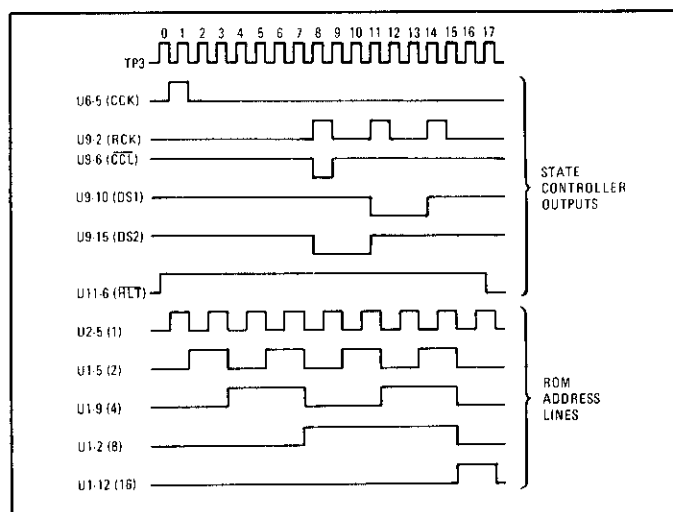 0 1 2 3 4 5 6 7 8 9 10 11 12 13 14 15 16 17
TP3
U6-5 (CCK)
U9-2 (RCK)
U9-6 (CCL)
U9-10 (DS1)
U9-15 (DS2)
U11-6 (HLT)
STATE
CONTROLLER
OUTPUTS
U2-5 (1)
U1-5 (2)
U1-9 (4)
U1-2 (8)
U1-12 (16)
ROM
ADDRESS
LINES